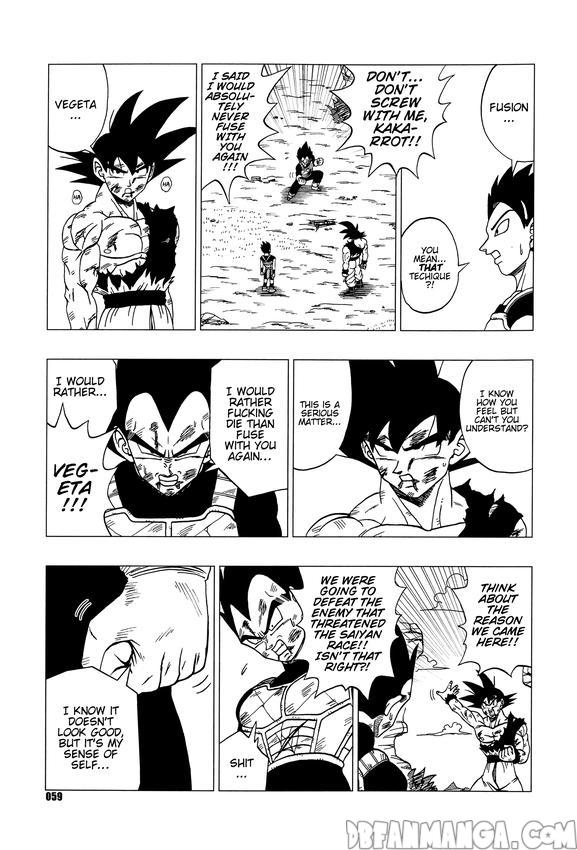 FUSION
...
YOU
MEAN...
THAT
TECHIQUE
?!
DON'T...
DON'T
SCREW
WITH ME,
KAKA-
RROT!!
I SAID
I WOULD
ABSOLU-
TELY
NEVER
FUSE
WITH
YOU
AGAIN
!!!
VEGETA
...
HA
HA
I KNOW
HOW YOU
FEEL BUT
CAN'T YOU
UNDERSTAND?
THIS IS A
SERIOUS
MATTER...
I WOULD
RATHER
FUCKING
DIE THAN
FUSE
WITH YOU
AGAIN...
I WOULD
RATHER...
VEG-
ETA
!!!
THINK
ABOUT
THE
REASON
WE CAME
HERE!!
WE WERE
GOING TO
DEFEAT THE
ENEMY THAT
THREATENED
THE SAIYAN
RACE!!
ISN'T THAT
RIGHT?!
SHIT ...
I KNOW IT
DOESN'T
LOOK GOOD,
BUT IT'S MY
SENSE OF
SELF...
059
DBFANMANGA.COM